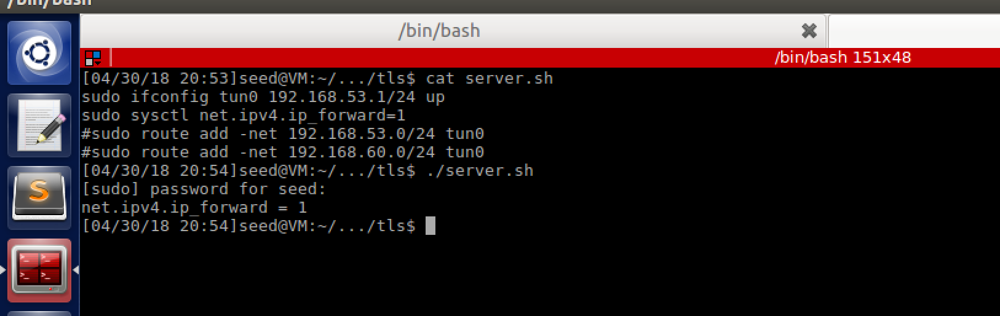 /bin/bash
/bin/bash
/bin/bash 151x48
[04/30/18 20:53]seed@VM:~/.../tls$ cat server.sh
sudo ifconfig tun0 192.168.53.1/24 up
sudo sysctl net.ipv4.ip_forward=1
#sudo route add -net 192.168.53.0/24 tun0
#sudo route add -net 192.168.60.0/24 tun0
[04/30/18 20:54]seed@VM:~/.../tls$ ./server.sh
[sudo] password for seed:
net.ipv4.ip_forward = 1
[04/30/18 20:54]seed@VM:~/.../tls$